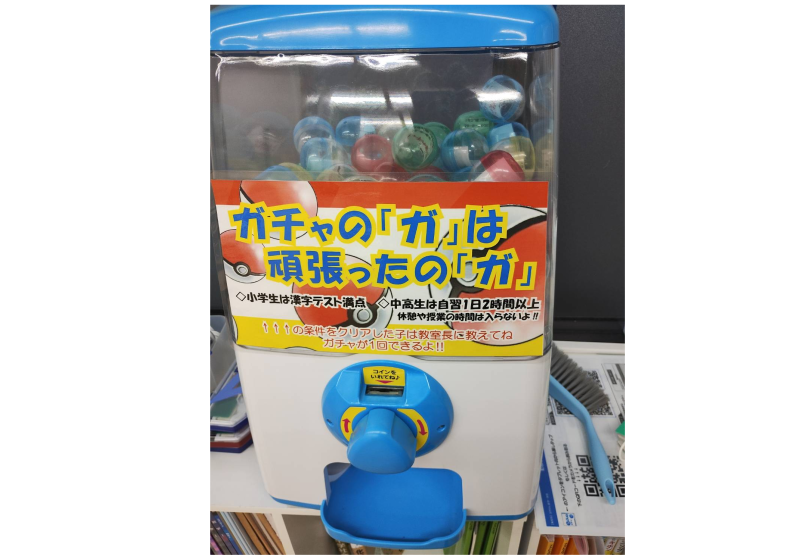 ガチャの「ガ」は
頑張ったの「ガ」
◇小学生は漢字テスト満点 ◇中高生は自習1日2時間以上
休憩や授業の時間は入らないよ!!
↑↑↑の条件をクリアした子は教室長に教えてね
ガチャが1回できるよ!!
コインを
いれてね♪